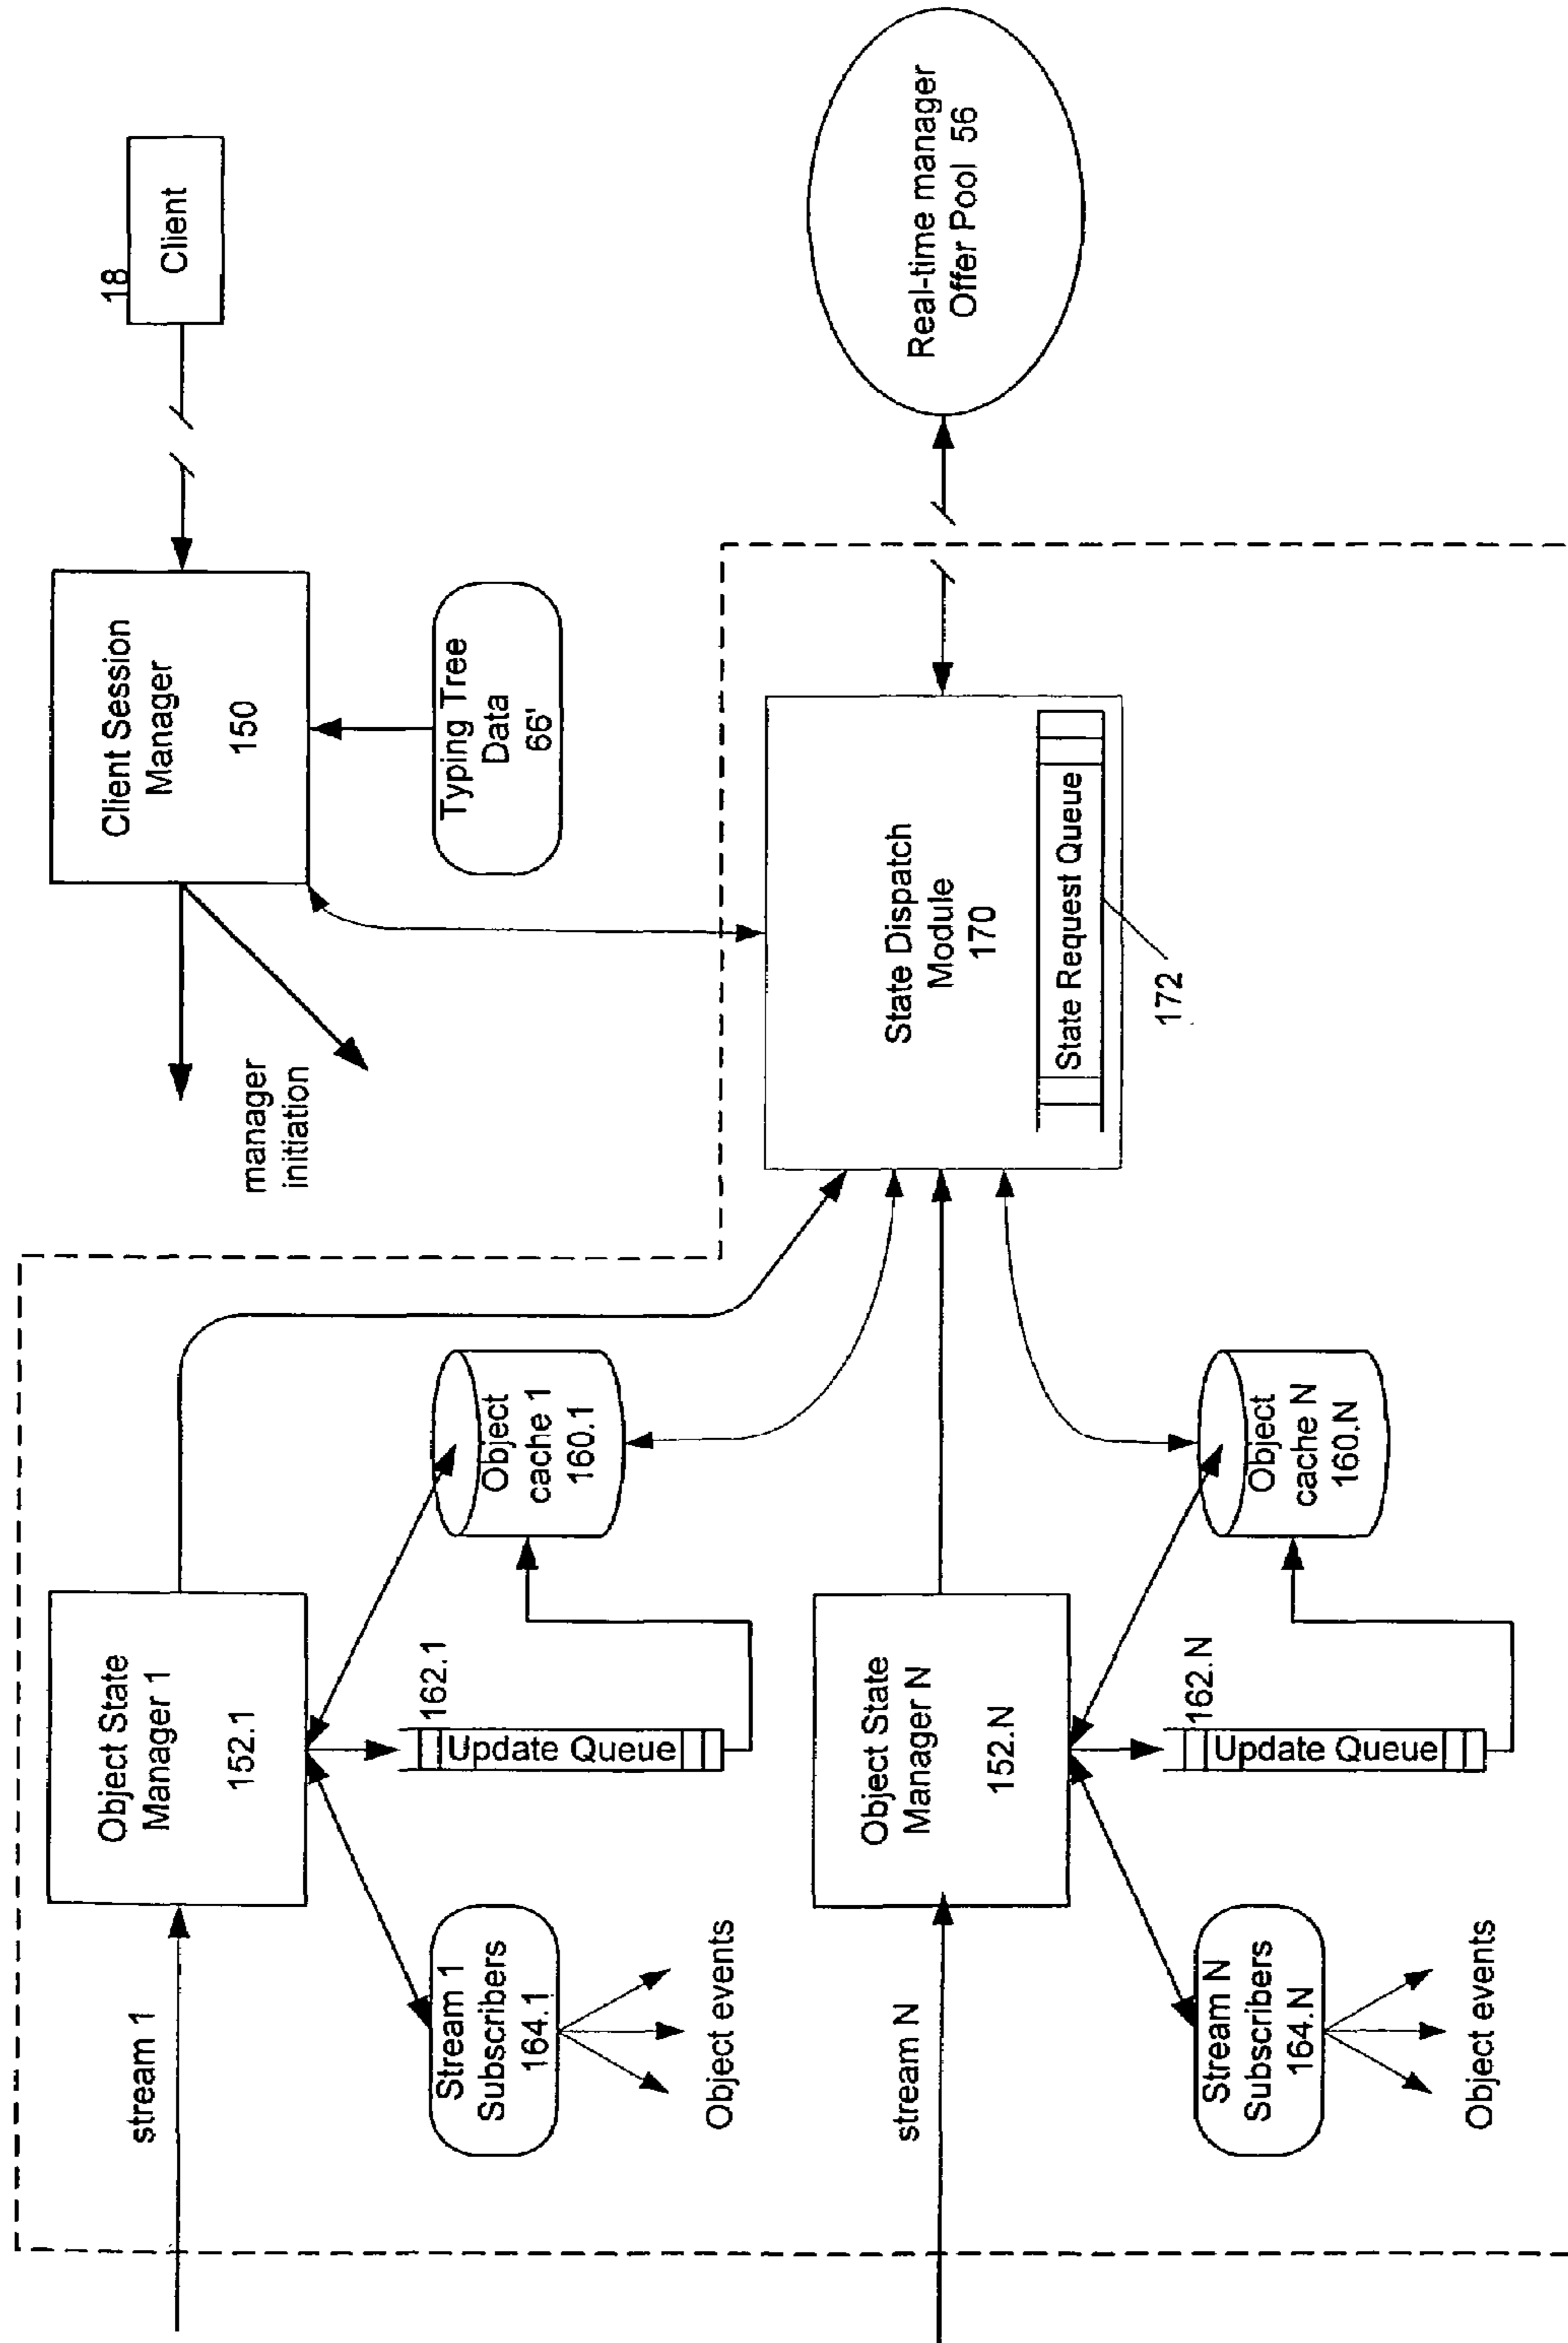 stream 1
Object State
Manager 1
152.1
Stream 1
Subscribers
164.1
Object events
162.1
Update Queue
Object
cache 1
160.1
manager
initiation
Client Session
Manager
150
Typing Tree
Data
66'
18
Client
stream N
Object State
Manager N
152.N
Stream N
Subscribers
164.N
Object events
162.N
Update Queue
Object
cache N
160.N
State Dispatch
Module
170
State Request Queue
172
Real-time manager
Offer Pool 56